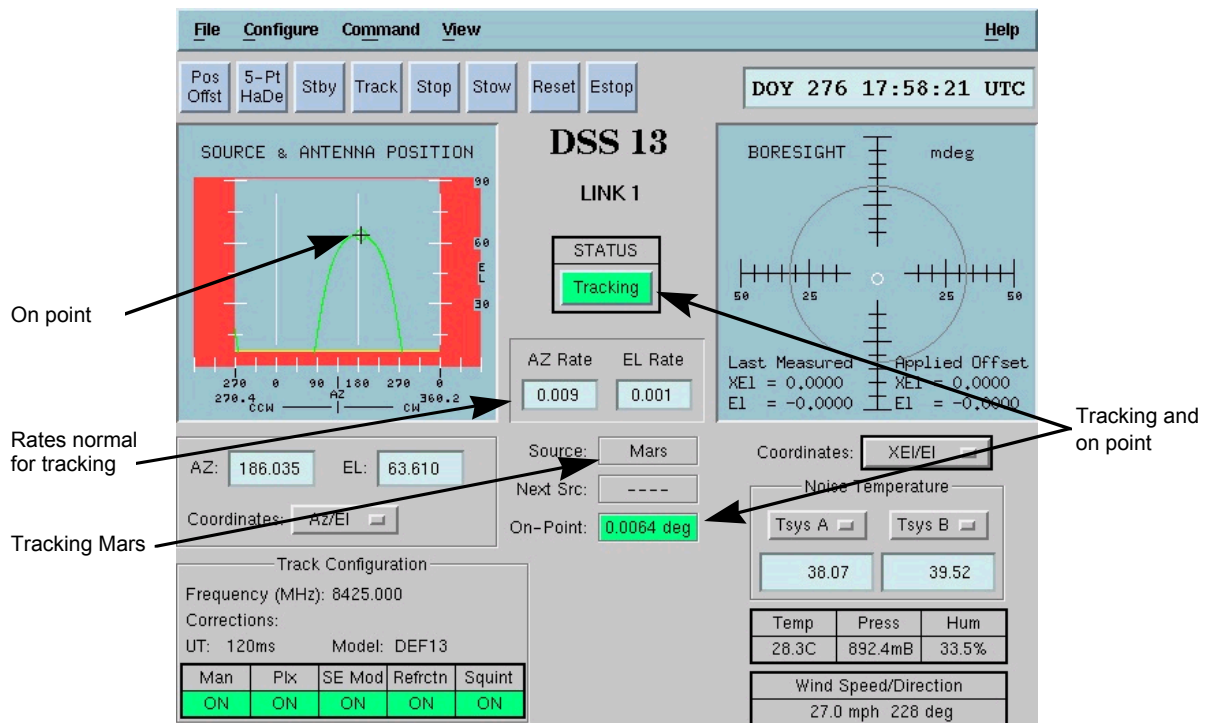 File Configure Command View Help
Pos Offst 5-Pt HaDe Stby Track Stop Stow Reset Estop
DOY 276 17:58:21 UTC
SOURCE & ANTENNA POSITION
90
60
EL
30
270 0 90 180 270 0
270.4 AZ 360.2
CCW CW
DSS 13
LINK 1
STATUS
Tracking
AZ Rate EL Rate
0.009 0.001
BORESIGHT mdeg
50 25 25 50
Last Measured Applied Offset
XEl = 0.0000 XEl = 0.0000
El = -0.0000 El = -0.0000
On point
Rates normal
for tracking
Tracking Mars
Tracking and
on point
AZ: 186.035 EL: 63.610
Coordinates: Az/El
Source: Mars
Next Src: ----
On-Point: 0.0064 deg
Coordinates: XEl/El
Noise Temperature
Tsys A Tsys B
38.07 39.52
Track Configuration
Frequency (MHz): 8425.000
Corrections:
UT: 120ms Model: DEF13
Man Plx SE Mod Refrctn Squint
ON ON ON ON ON
Temp Press Hum
28.3C 892.4mB 33.5%
Wind Speed/Direction
27.0 mph 228 deg